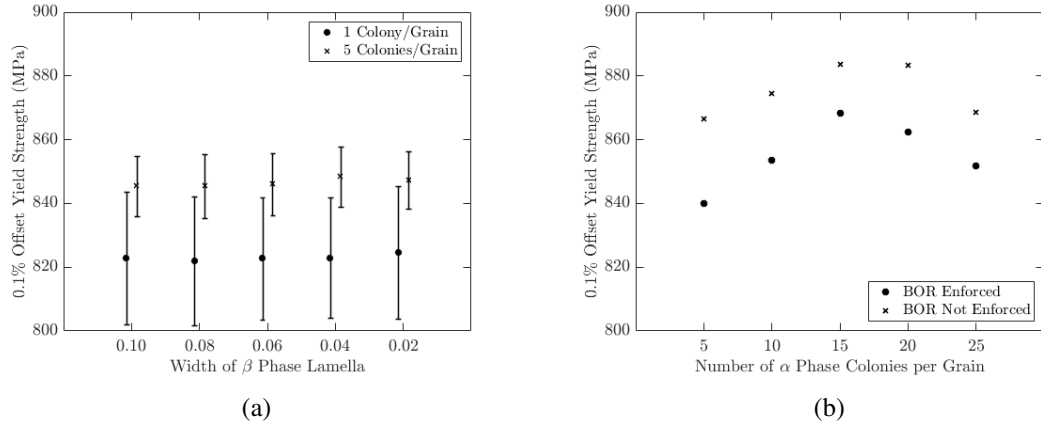 900
880
860
840
820
800
0.1% Offset Yield Strength (MPa)
1 Colony/Grain
5 Colonies/Grain
0.10 0.08 0.06 0.04 0.02
Width of β Phase Lamella
(a)
900
880
860
840
820
800
0.1% Offset Yield Strength (MPa)
BOR Enforced
BOR Not Enforced
5 10 15 20 25
Number of α Phase Colonies per Grain
(b)